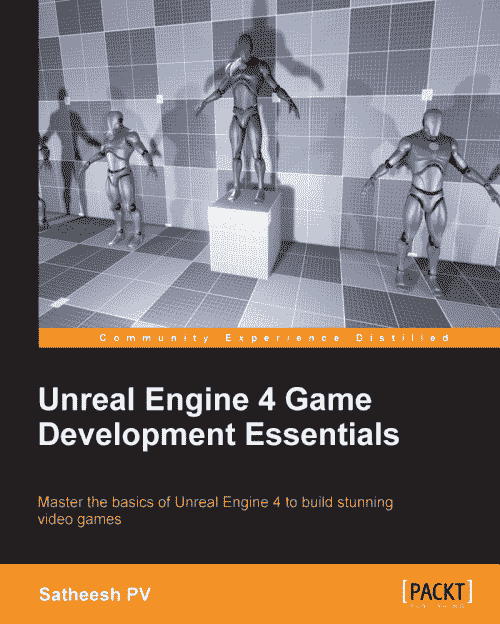 Community Experience Distilled
Unreal Engine 4 Game
Development Essentials
Master the basics of Unreal Engine 4 to build stunning
video games
Satheesh PV
[PACKT]